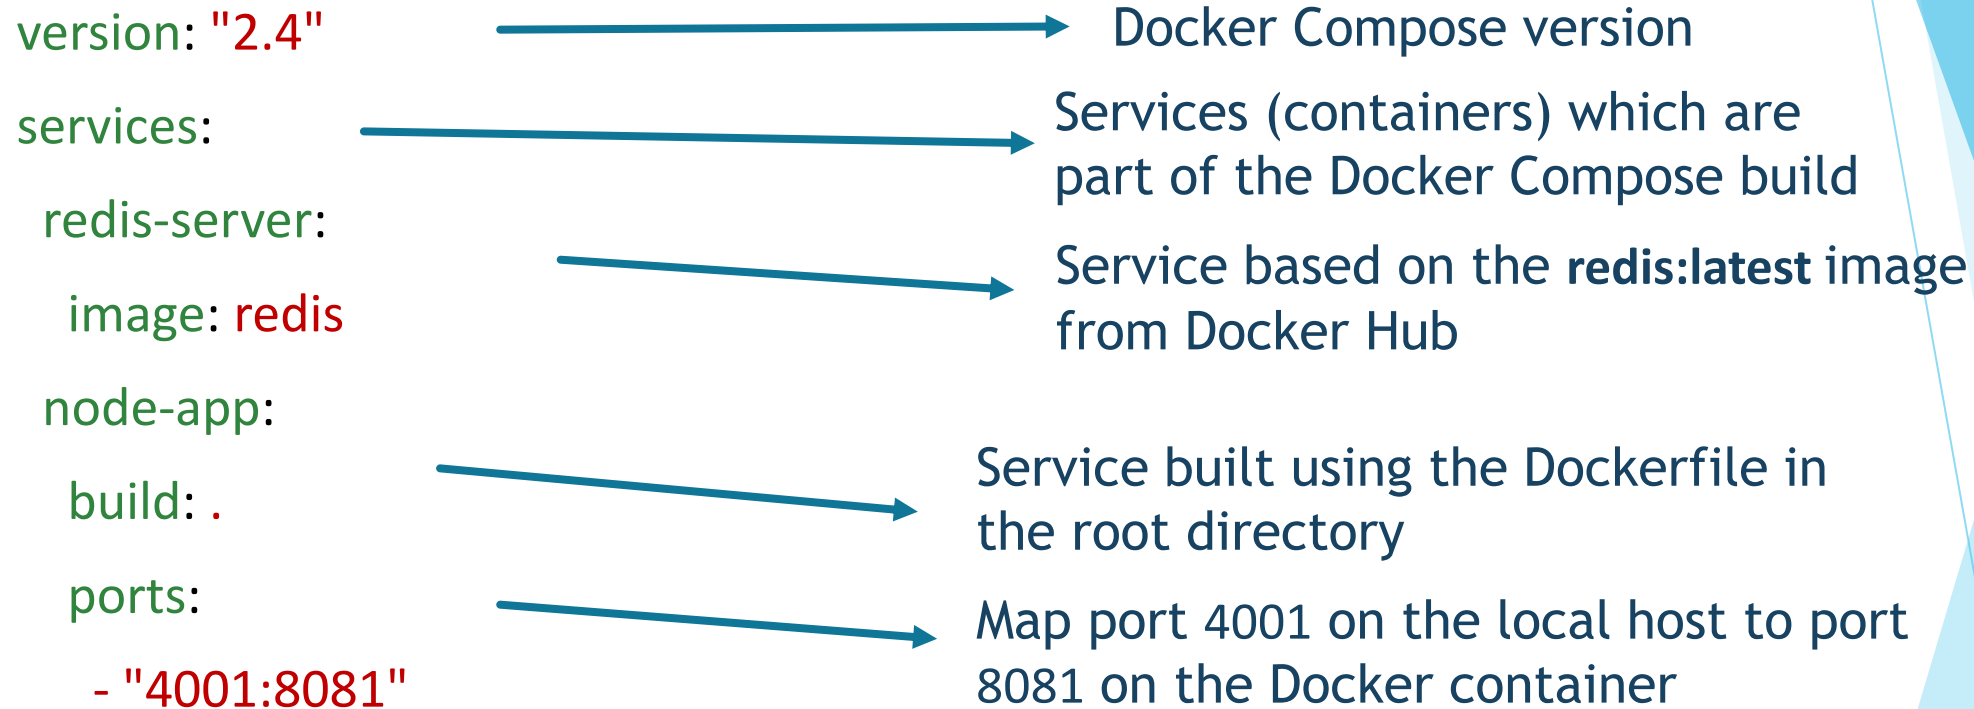 version: "2.4"
Docker Compose version
services:
Services (containers) which are
part of the Docker Compose build
redis-server:
image: redis
Service based on the redis:latest image
from Docker Hub
node-app:
build: .
Service built using the Dockerfile in
the root directory
ports:
- "4001:8081"
Map port 4001 on the local host to port
8081 on the Docker container